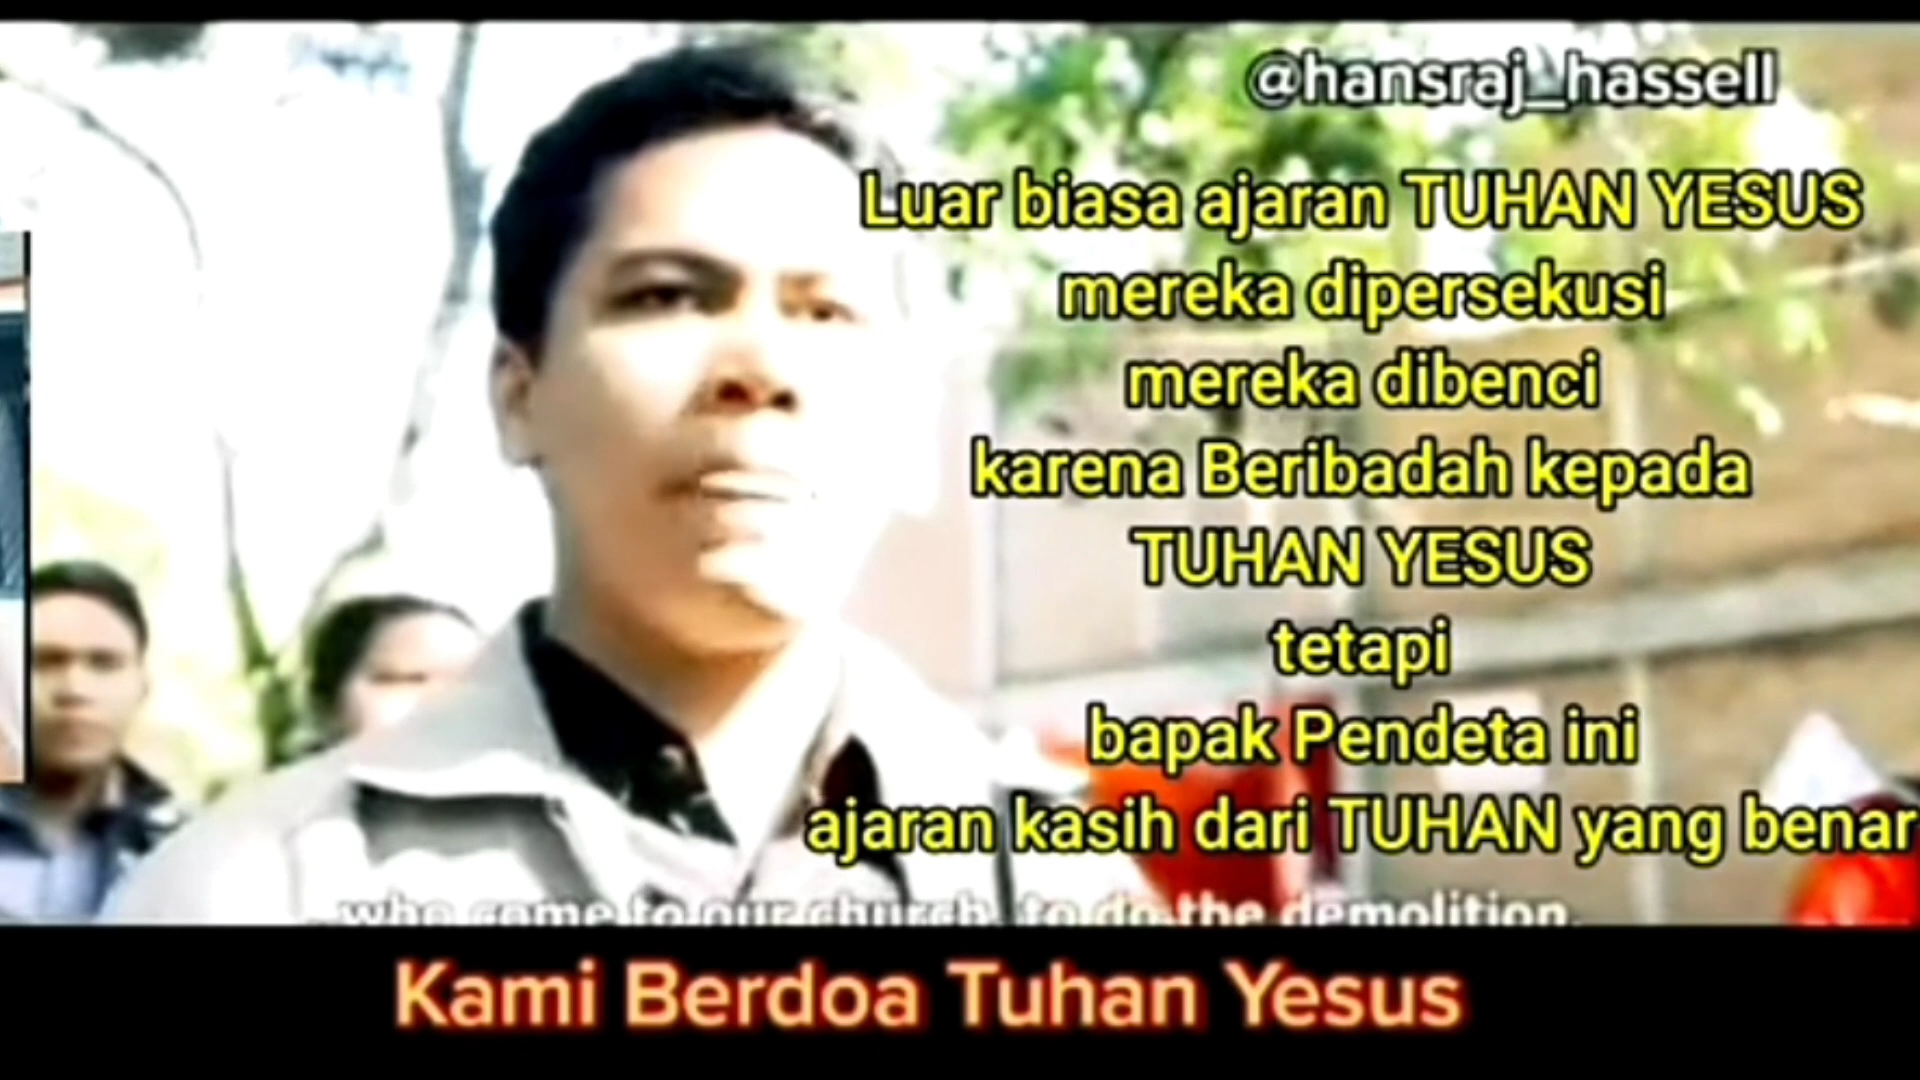 @hansraj_hassell
Luar biasa ajaran TUHAN YESUS
mereka dipersekusi
mereka dibenci
karena Beribadah kepada
TUHAN YESUS
tetapi
bapak Pendeta ini
ajaran kasih dari TUHAN yang benar
who come to our church, to do the demolition.
Kami Berdoa Tuhan Yesus